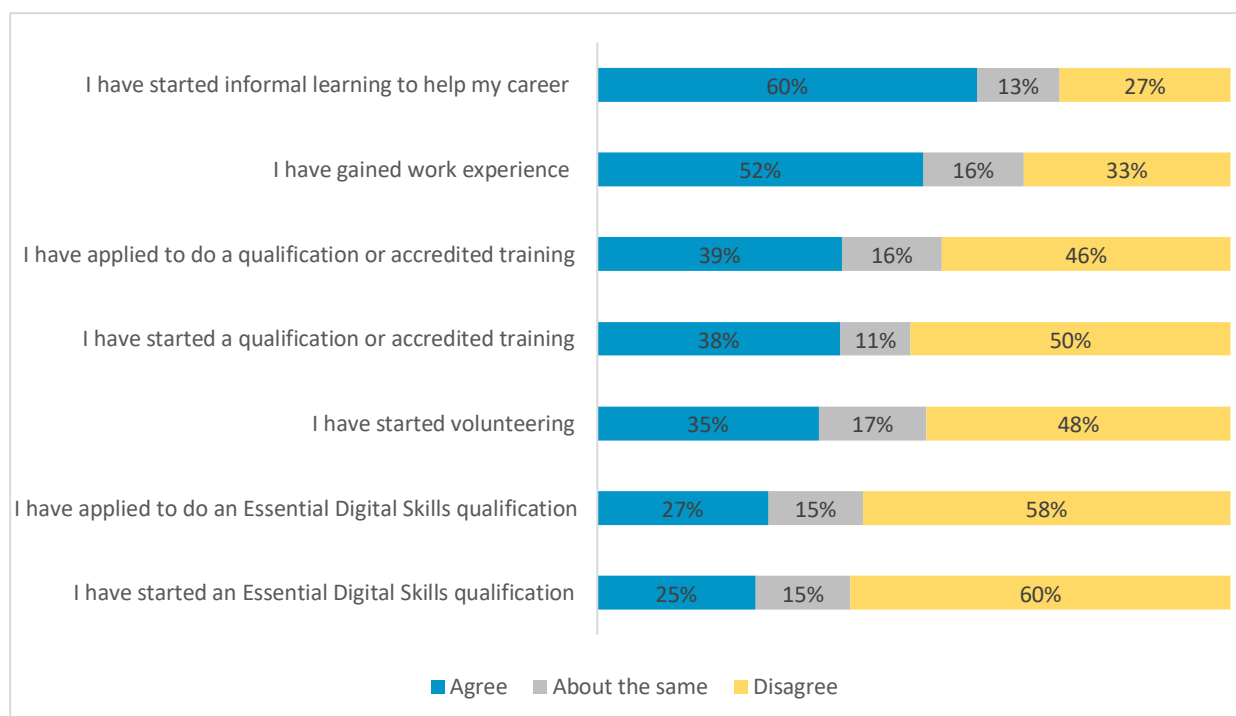 I have started informal learning to help my career 60% 13% 27%
I have gained work experience 52% 16% 33%
I have applied to do a qualification or accredited training 39% 16% 46%
I have started a qualification or accredited training 38% 11% 50%
I have started volunteering 35% 17% 48%
I have applied to do an Essential Digital Skills qualification 27% 15% 58%
I have started an Essential Digital Skills qualification 25% 15% 60%
Agree About the same Disagree